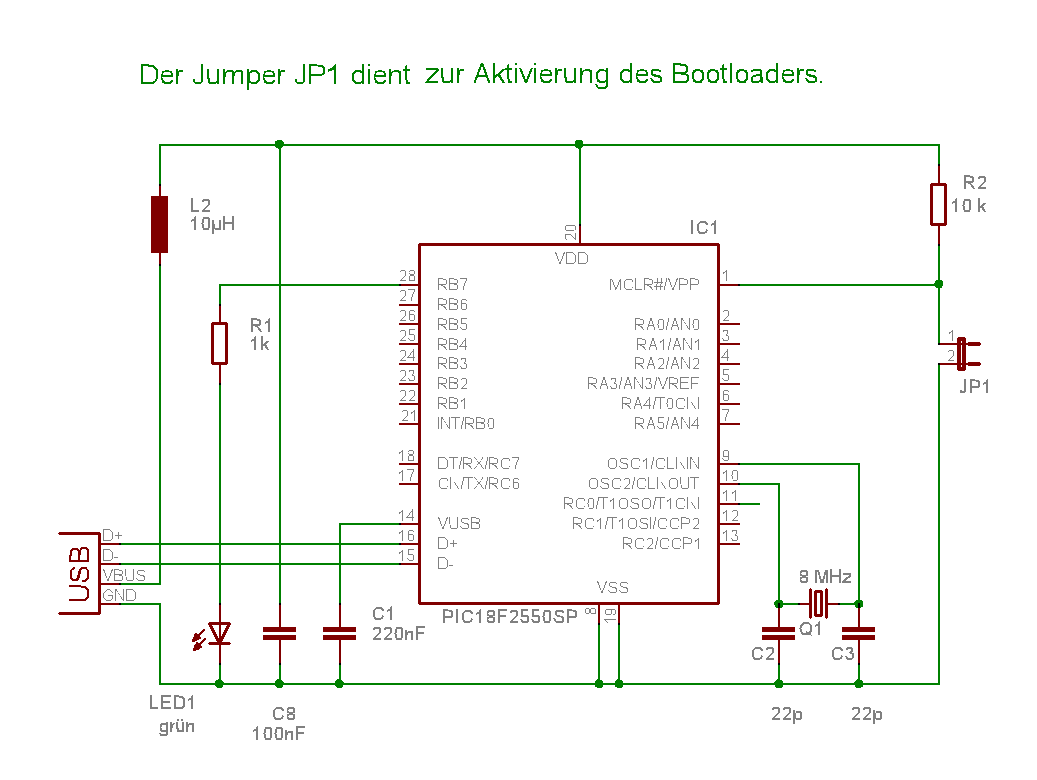 Der Jumper JP1 dient zur Aktivierung des Bootloaders.
L2
10µH
R2
10 k
IC1
20
VDD
28
RB7
27
RB6
26
RB5
25
RB4
24
RB3
23
RB2
22
RB1
21
INT/RB0
18
DT/RX/RC7
17
CK/TX/RC6
14
VUSB
16
D+
15
D-
MCLR#/VPP
1
RA0/AN0
2
RA1/AN1
3
RA2/AN2
4
RA3/AN3/VREF
5
RA4/T0CKI
6
RA5/AN4
7
OSC1/CLKIN
9
OSC2/CLKOUT
10
RC0/T1OSO/T1CKI
11
RC1/T1OSI/CCP2
12
RC2/CCP1
13
VSS
8
19
PIC18F2550SP
R1
1k
1
2
JP1
USB
D+
D-
VBUS
GND
8 MHz
Q1
C1
220nF
C2
C3
LED1
grün
C8
100nF
22p
22p